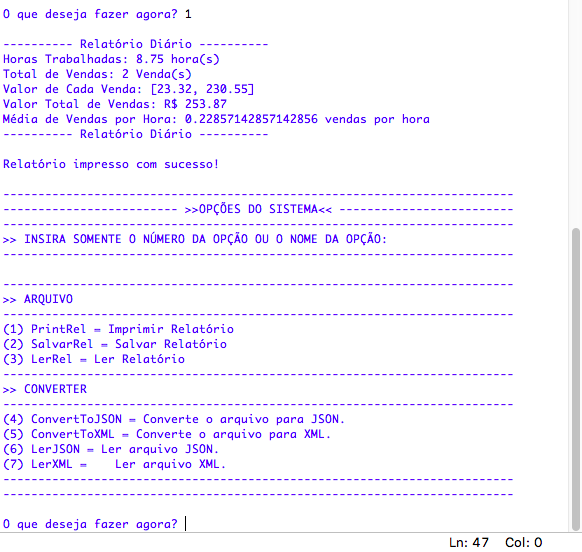 O que deseja fazer agora? 1
---------- Relatório Diário ----------
Horas Trabalhadas: 8.75 hora(s)
Total de Vendas: 2 Venda(s)
Valor de Cada Venda: [23.32, 230.55]
Valor Total de Vendas: R$ 253.87
Média de Vendas por Hora: 0.22857142857142856 vendas por hora
---------- Relatório Diário ----------
Relatório impresso com sucesso!
-------------------------------------------------------------------------
------------------------- >>OPÇÕES DO SISTEMA<< -------------------------
-------------------------------------------------------------------------
>> INSIRA SOMENTE O NÚMERO DA OPÇÃO OU O NOME DA OPÇÃO:
-------------------------------------------------------------------------
-------------------------------------------------------------------------
>> ARQUIVO
-------------------------------------------------------------------------
(1) PrintRel = Imprimir Relatório
(2) SalvarRel = Salvar Relatório
(3) LerRel = Ler Relatório
-------------------------------------------------------------------------
>> CONVERTER
-------------------------------------------------------------------------
(4) ConvertToJSON = Converte o arquivo para JSON.
(5) ConvertToXML = Converte o arquivo para XML.
(6) LerJSON = Ler arquivo JSON.
(7) LerXML =    Ler arquivo XML.
-------------------------------------------------------------------------
-------------------------------------------------------------------------
O que deseja fazer agora?
Ln: 47 Col: 0